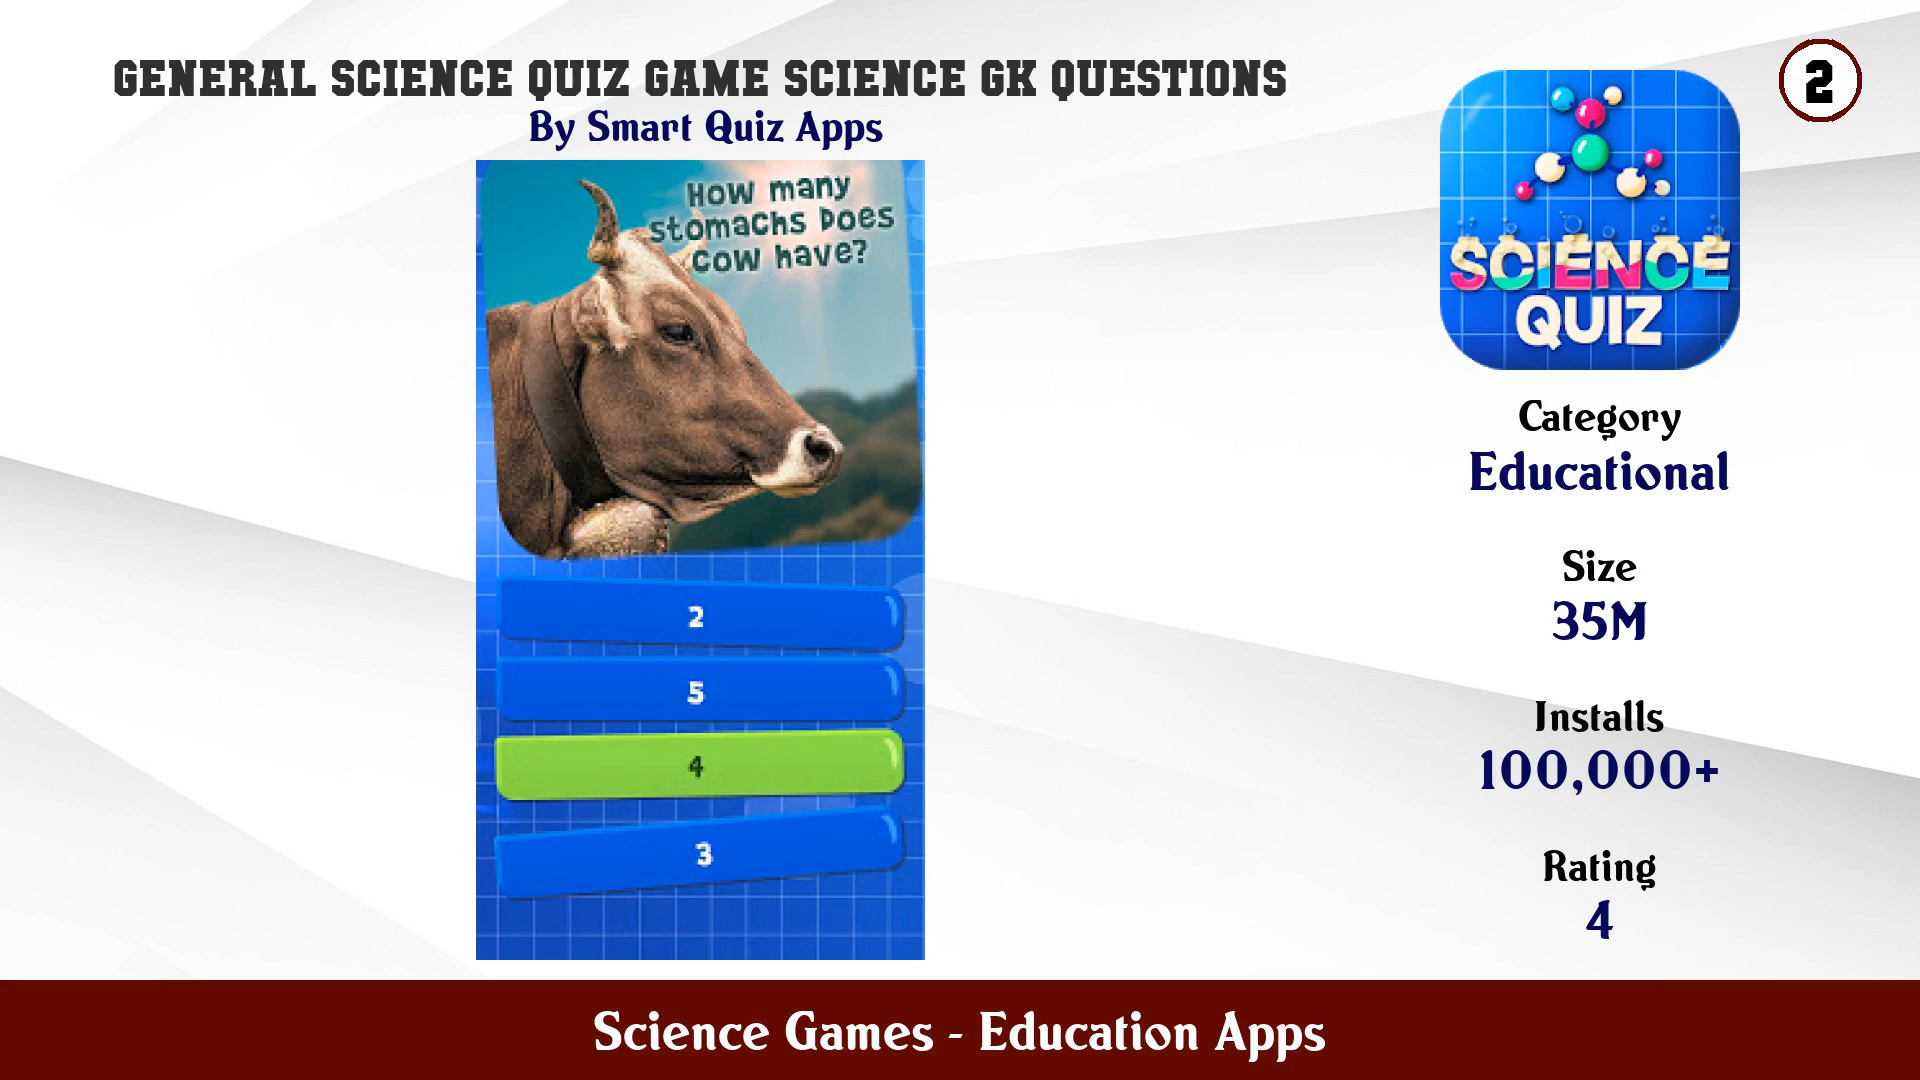 GENERAL SCIENCE QUIZ GAME SCIENCE GK QUESTIONS
By Smart Quiz Apps
2
How many
stomachs Does
cow have?
2
5
4
3
SCIENCE
QUIZ
Category
Educational
Size
35M
Installs
100,000+
Rating
4
Science Games - Education Apps